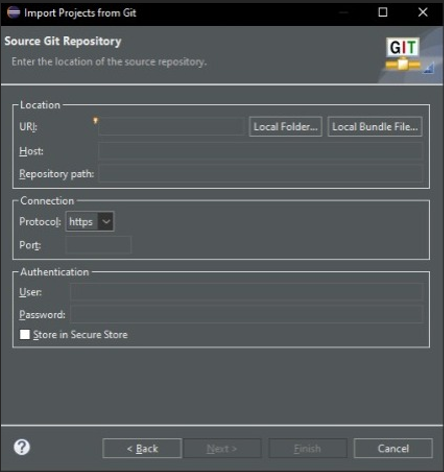 Import Projects from Git
Source Git Repository
Enter the location of the source repository.
GIT
Location
URI:
Local Folder...
Local Bundle File...
Host:
Repository path:
Connection
Protocol: https
Port:
Authentication
User:
Password:
Store in Secure Store
?
< Back
Next >
Finish
Cancel